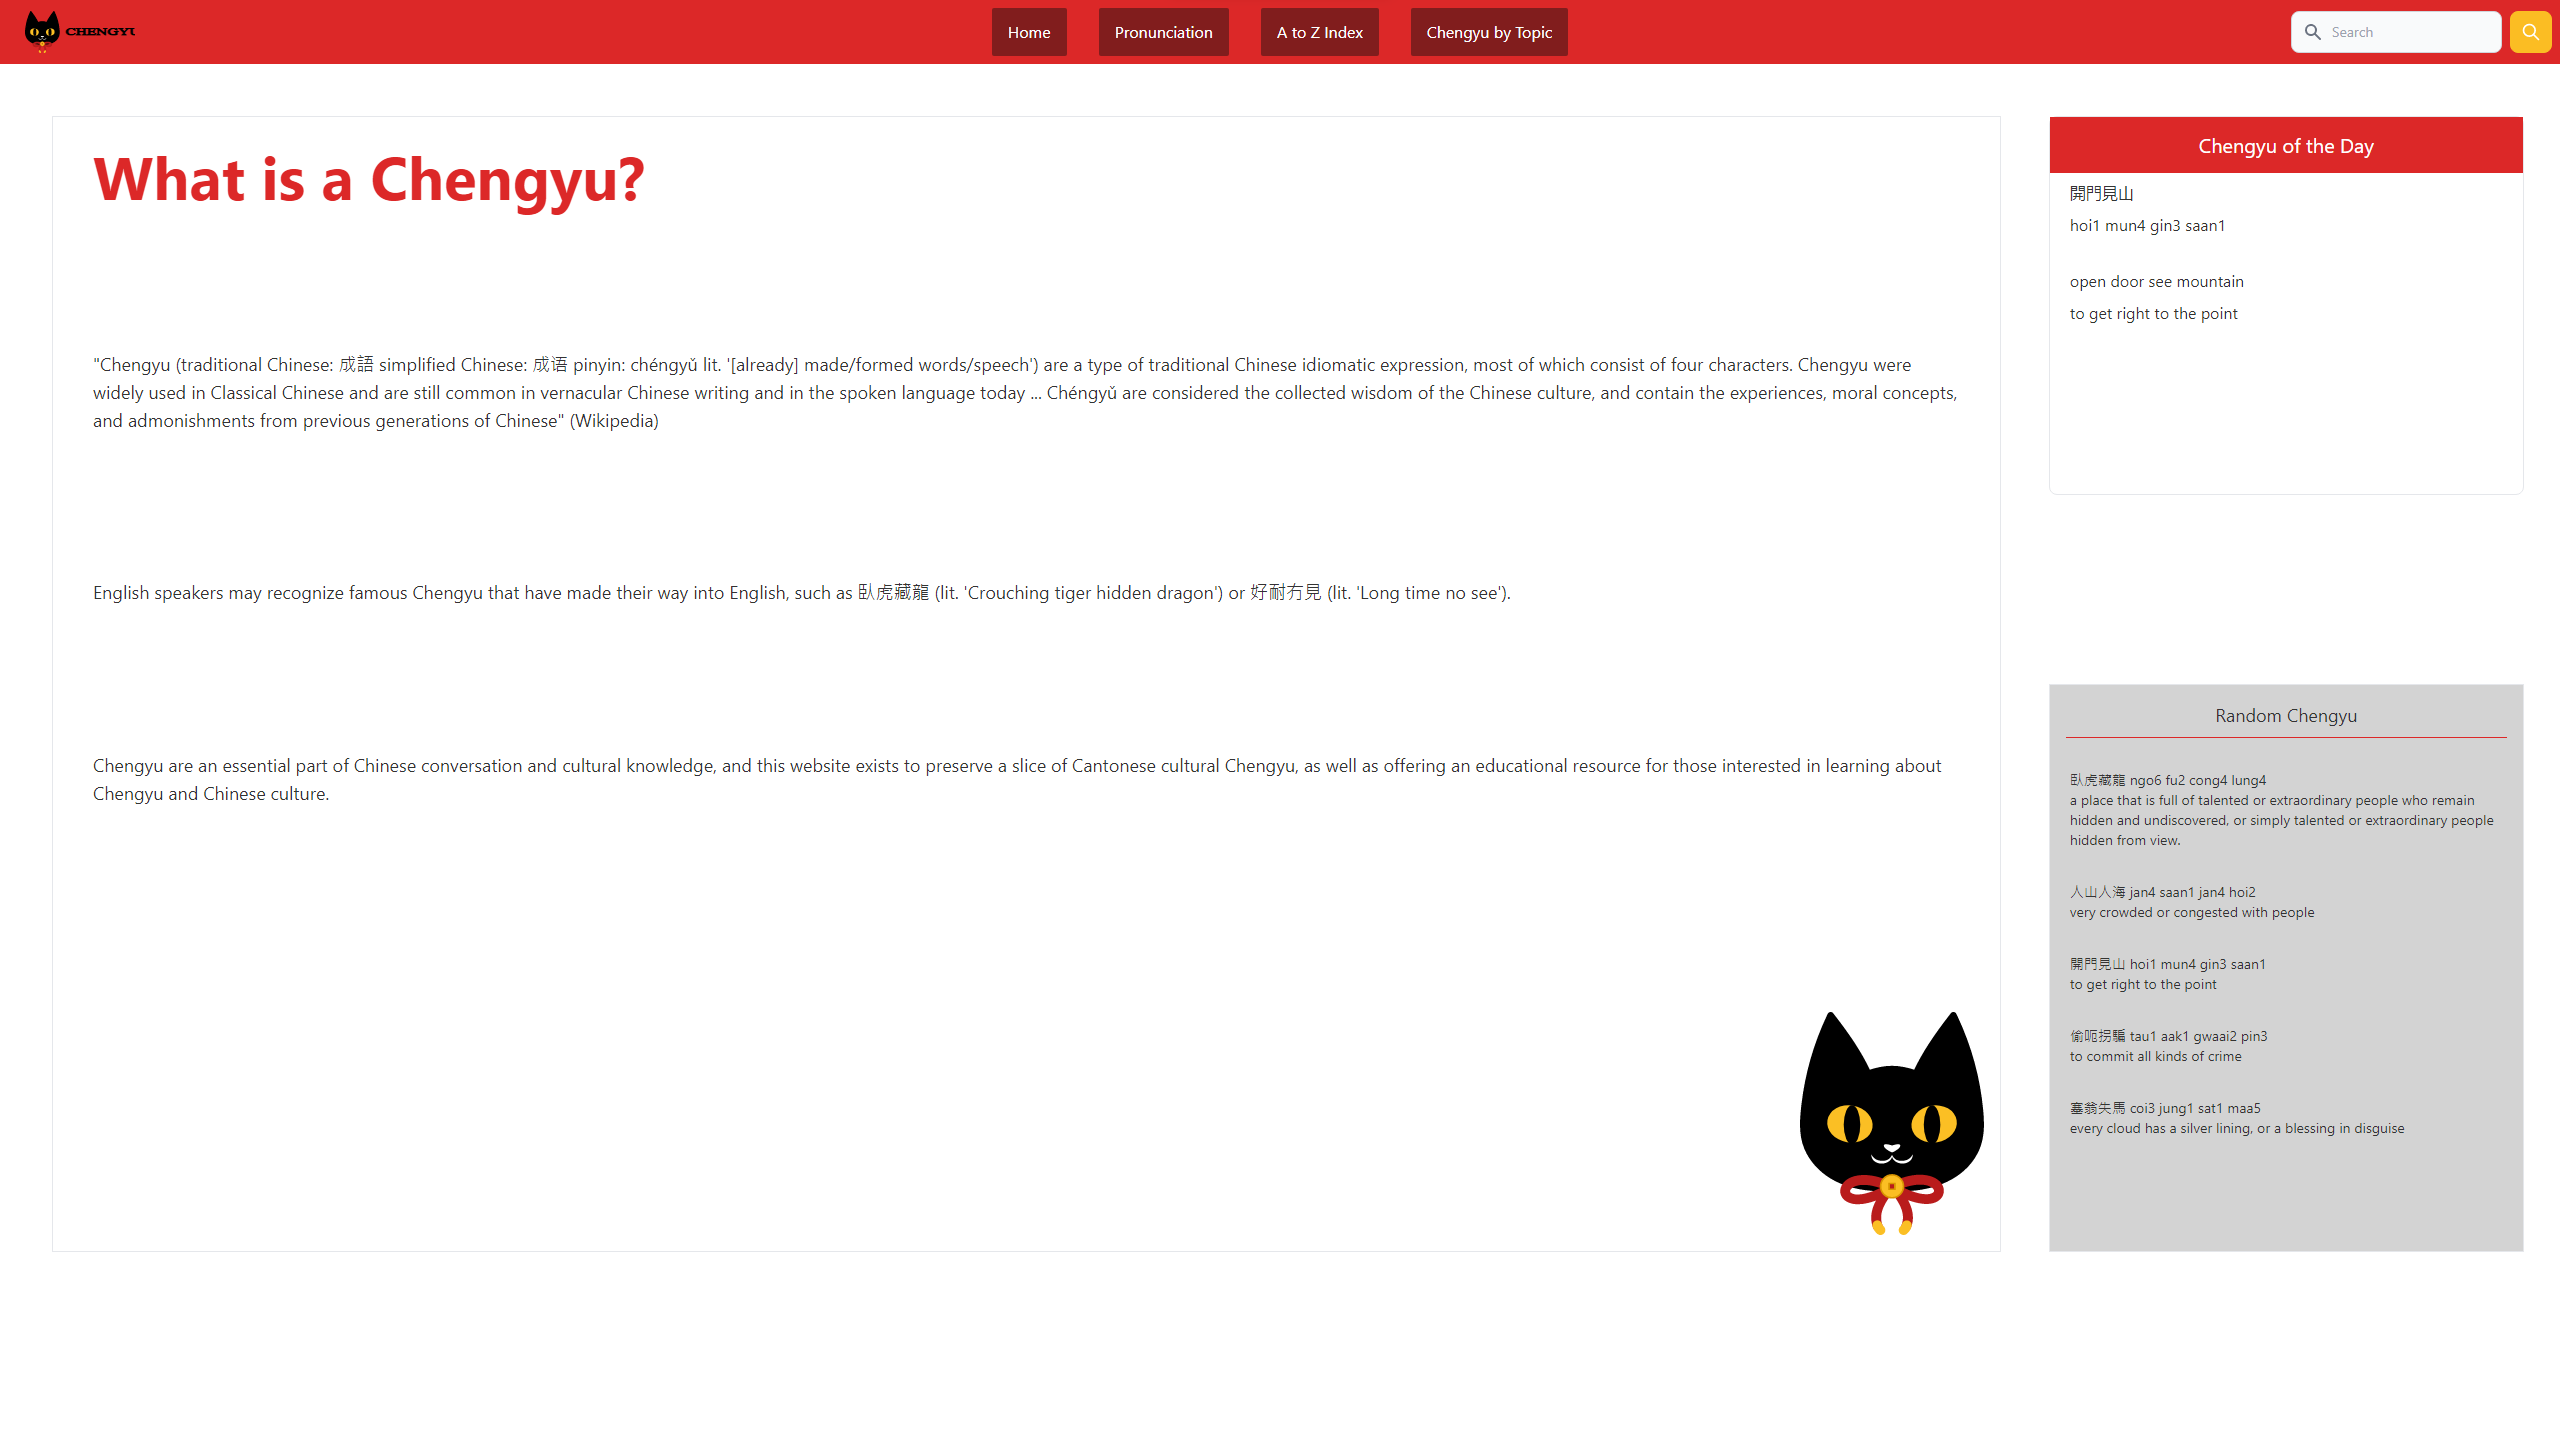 CHENGYU
Home
Pronunciation
A to Z Index
Chengyu by Topic
Search
What is a Chengyu?
"Chengyu (traditional Chinese: 成語 simplified Chinese: 成语 pinyin: chéngyǔ lit. '[already] made/formed words/speech') are a type of traditional Chinese idiomatic expression, most of which consist of four characters. Chengyu were
widely used in Classical Chinese and are still common in vernacular Chinese writing and in the spoken language today ... Chéngyǔ are considered the collected wisdom of the Chinese culture, and contain the experiences, moral concepts,
and admonishments from previous generations of Chinese" (Wikipedia)
English speakers may recognize famous Chengyu that have made their way into English, such as 臥虎藏龍 (lit. 'Crouching tiger hidden dragon') or 好耐冇見 (lit. 'Long time no see').
Chengyu are an essential part of Chinese conversation and cultural knowledge, and this website exists to preserve a slice of Cantonese cultural Chengyu, as well as offering an educational resource for those interested in learning about
Chengyu and Chinese culture.
Chengyu of the Day
開門見山
hoi1 mun4 gin3 saan1
open door see mountain
to get right to the point
Random Chengyu
臥虎藏龍 ngo6 fu2 cong4 lung4
a place that is full of talented or extraordinary people who remain
hidden and undiscovered, or simply talented or extraordinary people
hidden from view.
人山人海 jan4 saan1 jan4 hoi2
very crowded or congested with people
開門見山 hoi1 mun4 gin3 saan1
to get right to the point
偷呃拐騙 tau1 aak1 gwaai2 pin3
to commit all kinds of crime
塞翁失馬 coi3 jung1 sat1 maa5
every cloud has a silver lining, or a blessing in disguise